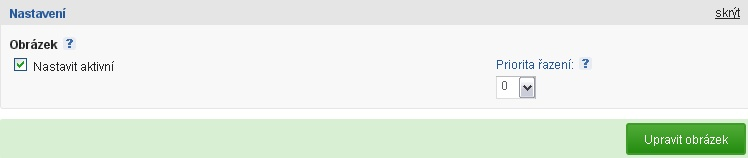 Nastavení skrýt
Obrázek ?
Nastavit aktivní
Priorita řazení: ?
0
Upravit obrázek